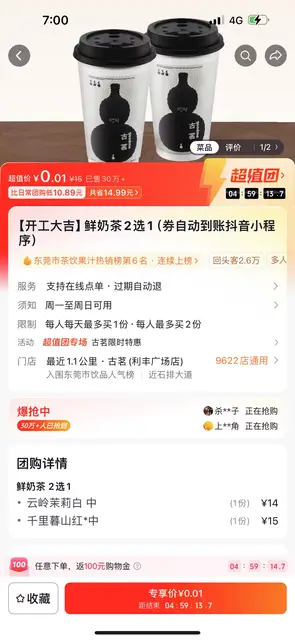 7:00
4G
古茗
菜品
评价
1/2
超值价 ¥0.01 ¥15 已售30万+
超值团
比日常团购低10.89元
共省14.99元
04:59:13.7
【开工大吉】鲜奶茶2选1(券自动到账抖音小程序)
东莞市茶饮果汁热销榜第6名·连续上榜
回头客2.6万
多人
服务 支持在线点单·过期自动退
须知 周一至周日可用
限制 每人每天最多买1份·每人最多买2份
活动 超值团专场 古茗限时特惠
门店 最近1.1公里·古茗(利丰广场店) 9622店通用
入围东莞市饮品人气榜 | 近石排大道
爆抢中
30万+人已抢到
杀**子 正在抢购
上**角 正在抢购
团购详情
鲜奶茶2选1
云岭茉莉白 中 (1份) ¥14
千里暮山红*中 (1份) ¥15
100 任意下单,返100元购物金 04:59:14.7
收藏
专享价¥0.01
距结束 04:59:13.7